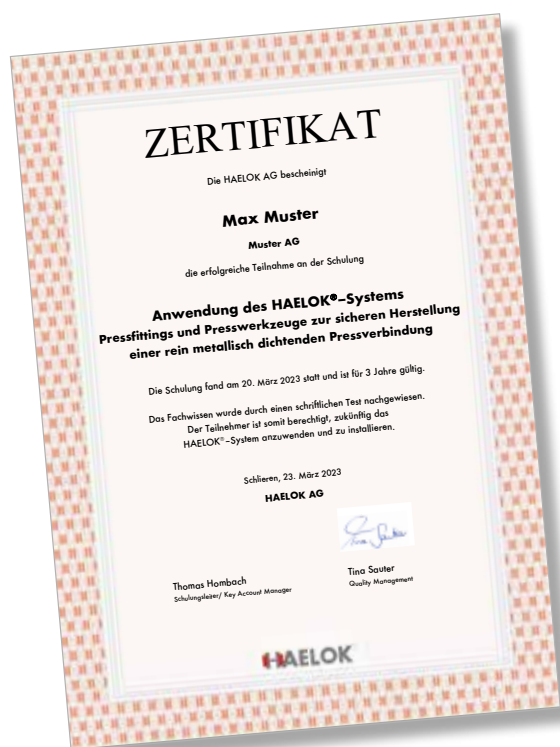 ZERTIFIKAT
Die HAELOK AG bescheinigt
Max Muster
Muster AG
die erfolgreiche Teilnahme an der Schulung
Anwendung des HAELOK®–Systems
Pressfittings und Presswerkzeuge zur sicheren Herstellung
einer rein metallisch dichtenden Pressverbindung
Die Schulung fand am 20. März 2023 statt und ist für 3 Jahre gültig.
Das Fachwissen wurde durch einen schriftlichen Test nachgewiesen.
Der Teilnehmer ist somit berechtigt, zukünftig das
HAELOK®–System anzuwenden und zu installieren.
Schlieren, 23. März 2023
HAELOK AG
Tina Sauter
Thomas Hombach
Schulungsleiter/ Key Account Manager
Tina Sauter
Quality Management
HAELOK